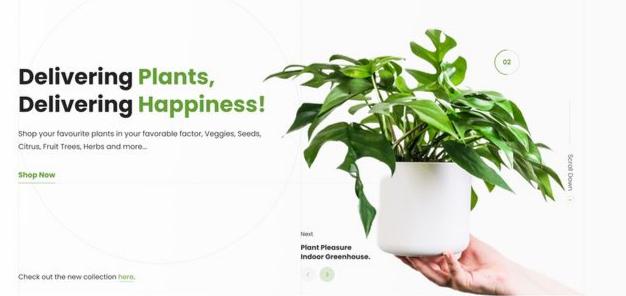 Delivering Plants,
Delivering Happiness!
Shop your favourite plants in your favorable factor, Veggies, Seeds,
Citrus, Fruit Trees, Herbs and more...
Shop Now
02
Scroll Down
Next
Plant Pleasure
Indoor Greenhouse.
Check out the new collection here.